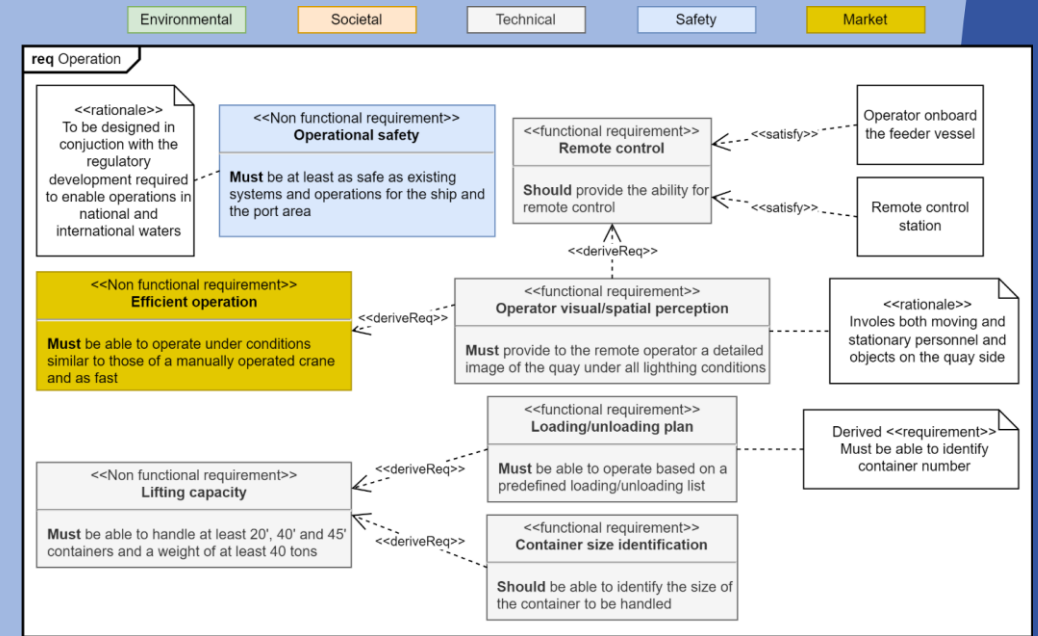 Environmental
Societal
Technical
Safety
Market
req Operation
<<rationale>>
To be designed in
conjuction with the
regulatory
development required
to enable operations in
national and
international waters
<<Non functional requirement>>
Operational safety
Must be at least as safe as existing
systems and operations for the ship and
the port area
<<functional requirement>>
Remote control
Should provide the ability for
remote control
<<satisfy>>
Operator onboard
the feeder vessel
<<satisfy>>
Remote control
station
<<deriveReq>>
<<Non functional requirement>>
Efficient operation
Must be able to operate under conditions
similar to those of a manually operated crane
and as fast
<<deriveReq>>
<<functional requirement>>
Operator visual/spatial perception
Must provide to the remote operator a detailed
image of the quay under all lighthing conditions
<<rationale>>
Involes both moving and
stationary personnel and
objects on the quay side
<<functional requirement>>
Loading/unloading plan
Must be able to operate based on a
predefined loading/unloading list
Derived <<requirement>>
Must be able to identify
container number
<<deriveReq>>
<<Non functional requirement>>
Lifting capacity
Must be able to handle at least 20', 40' and 45'
containers and a weight of at least 40 tons
<<deriveReq>>
<<functional requirement>>
Container size identification
Should be able to identify the size of
the container to be handled